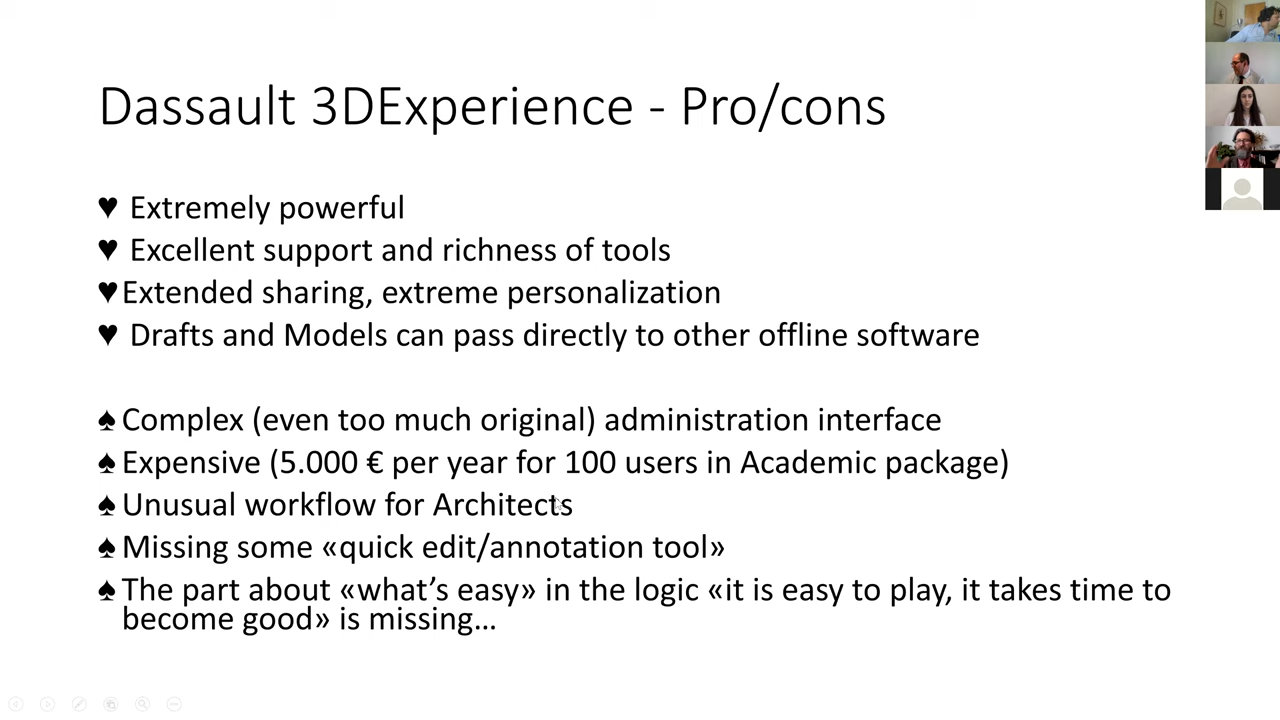 Dassault 3DExperience - Pro/cons
♥ Extremely powerful
♥ Excellent support and richness of tools
♥Extended sharing, extreme personalization
♥ Drafts and Models can pass directly to other offline software
♠Complex (even too much original) administration interface
♠Expensive (5.000 € per year for 100 users in Academic package)
♠Unusual workflow for Architects
♠Missing some «quick edit/annotation tool»
♠The part about «what’s easy» in the logic «it is easy to play, it takes time to
become good» is missing…